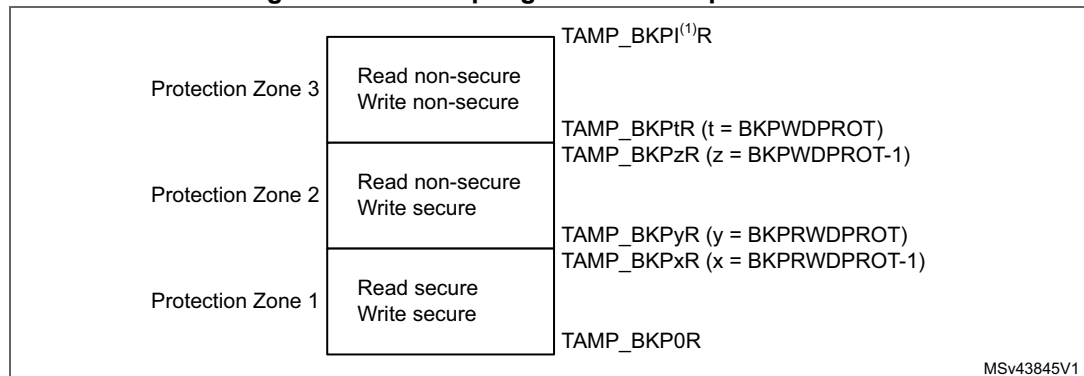 TAMP_BKPI(1)R
Protection Zone 3
Read non-secure
Write non-secure
TAMP_BKPtR (t = BKPWDPROT)
TAMP_BKPzR (z = BKPWDPROT-1)
Protection Zone 2
Read non-secure
Write secure
TAMP_BKPyR (y = BKPRWDPROT)
TAMP_BKPxR (x = BKPRWDPROT-1)
Protection Zone 1
Read secure
Write secure
TAMP_BKP0R
MSv43845V1